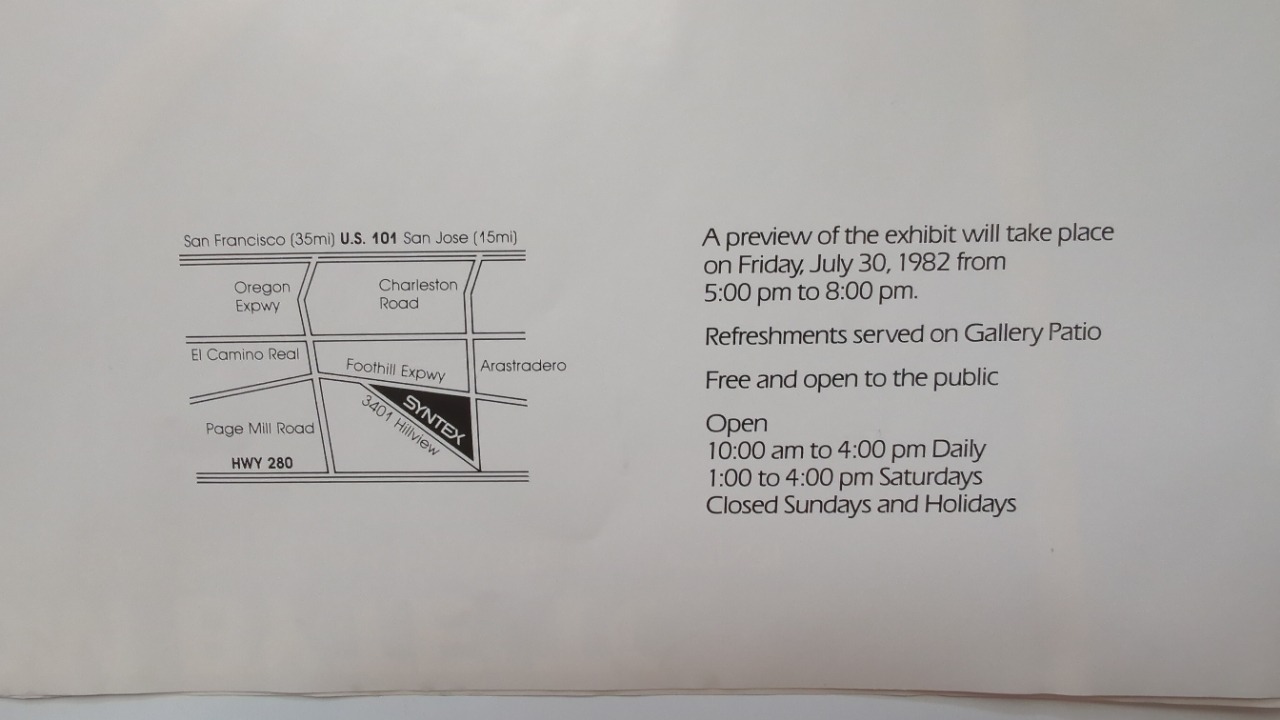 San Francisco (35mi) U.S. 101 San Jose (15mi)
Oregon
Expwy
Charleston
Road
El Camino Real
Foothill Expwy
Arastradero
SYNTEX
3401 Hillview
Page Mill Road
HWY 280
A preview of the exhibit will take place
on Friday, July 30, 1982 from
5:00 pm to 8:00 pm.
Refreshments served on Gallery Patio
Free and open to the public
Open
10:00 am to 4:00 pm Daily
1:00 to 4:00 pm Saturdays
Closed Sundays and Holidays